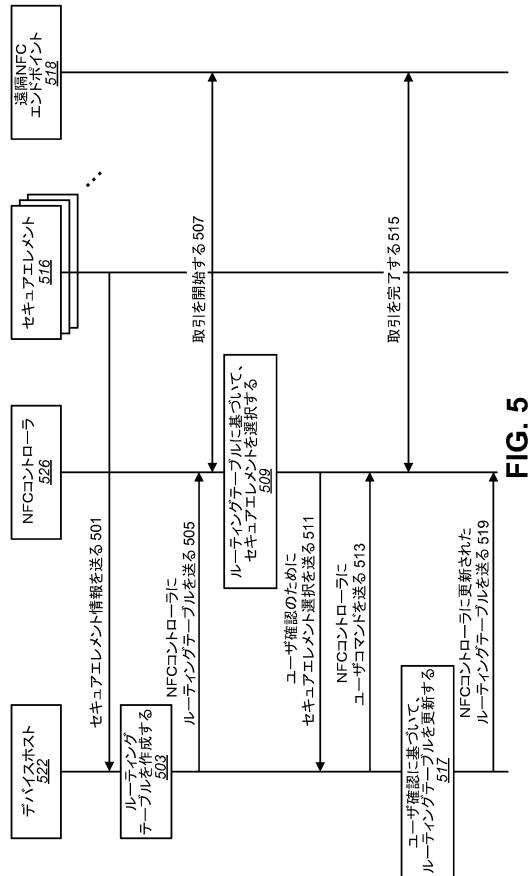 デバイスホスト
522
NFCコントローラ
526
セキュアエレメント
516
遠隔NFC
エンドポイント
518
セキュアエレメント情報を送る 501
ルーティング
テーブルを作成する
503
NFCコントローラに
ルーティングテーブルを送る 505
取引を開始する 507
ルーティングテーブルに基づいて、
セキュアエレメントを選択する
509
ユーザ確認のために
セキュアエレメント選択を送る 511
NFCコントローラに
ユーザコマンドを送る 513
取引を完了する 515
ユーザ確認に基づいて、
ルーティングテーブルを更新する
517
NFCコントローラに更新された
ルーティングテーブルを送る 519
FIG. 5